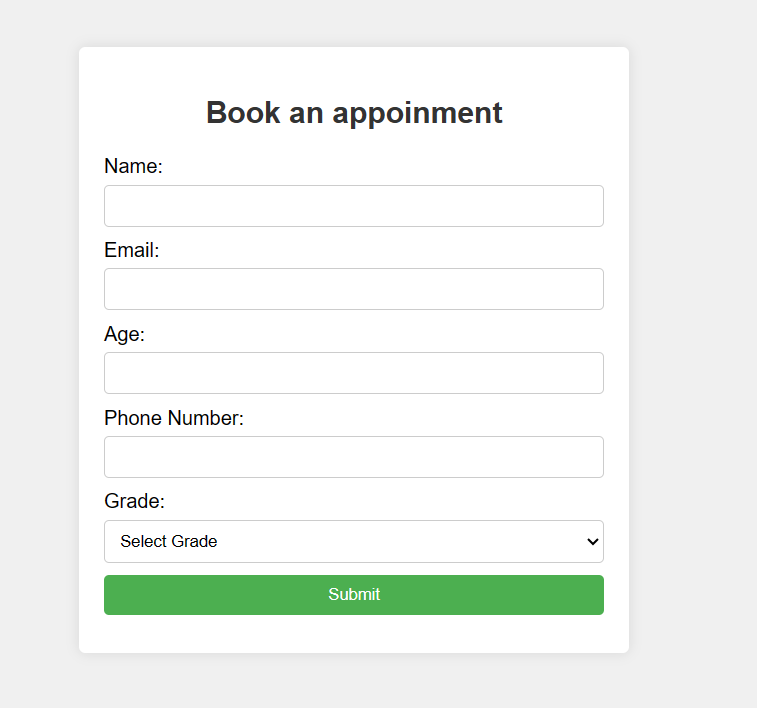 Book an appoinment
Name:
Email:
Age:
Phone Number:
Grade:
Select Grade
Submit